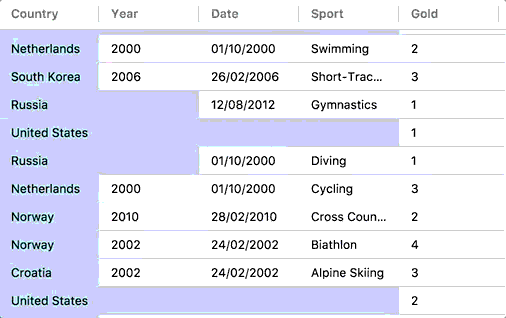 Country Year Date Sport Gold
Netherlands 2000 01/10/2000 Swimming 2
South Korea 2006 26/02/2006 Short-Trac... 3
Russia 12/08/2012 Gymnastics 1
United States 1
Russia 01/10/2000 Diving 1
Netherlands 2000 01/10/2000 Cycling 3
Norway 2010 28/02/2010 Cross Coun... 2
Norway 2002 24/02/2002 Biathlon 4
Croatia 2002 24/02/2002 Alpine Skiing 3
United States 2